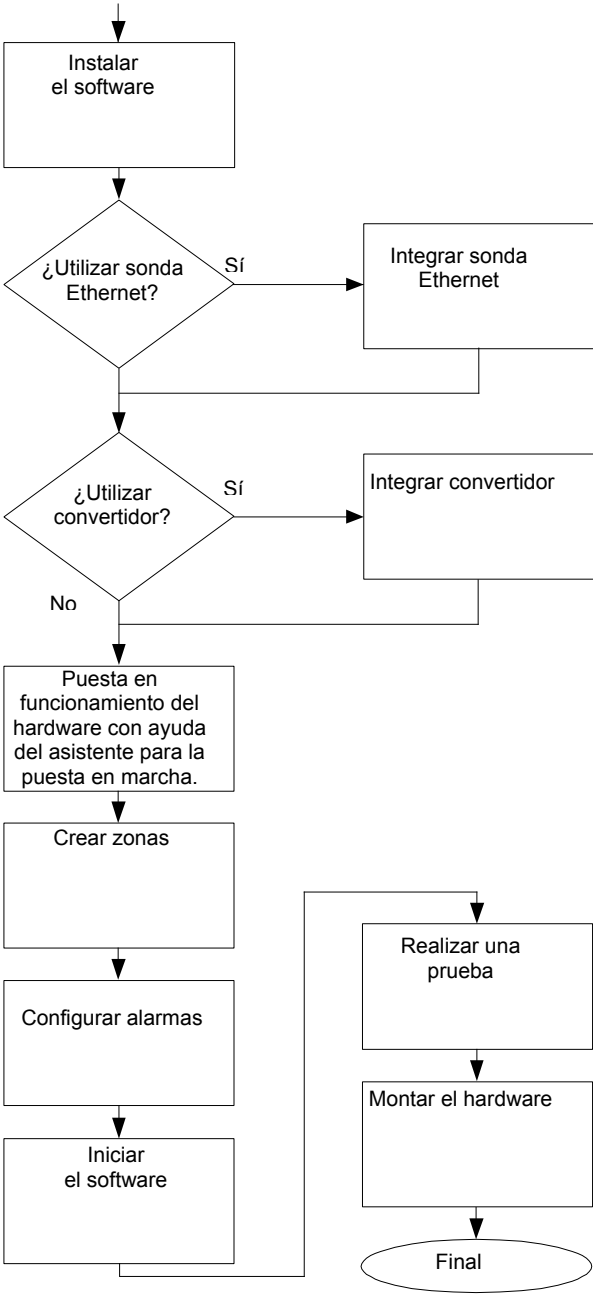 Instalar
el software
¿Utilizar sonda
Ethernet?
Sí
Integrar sonda
Ethernet
¿Utilizar
convertidor?
Sí
Integrar convertidor
No
Puesta en
funcionamiento del
hardware con ayuda
del asistente para la
puesta en marcha.
Crear zonas
Configurar alarmas
Iniciar
el software
Realizar una
prueba
Montar el hardware
Final